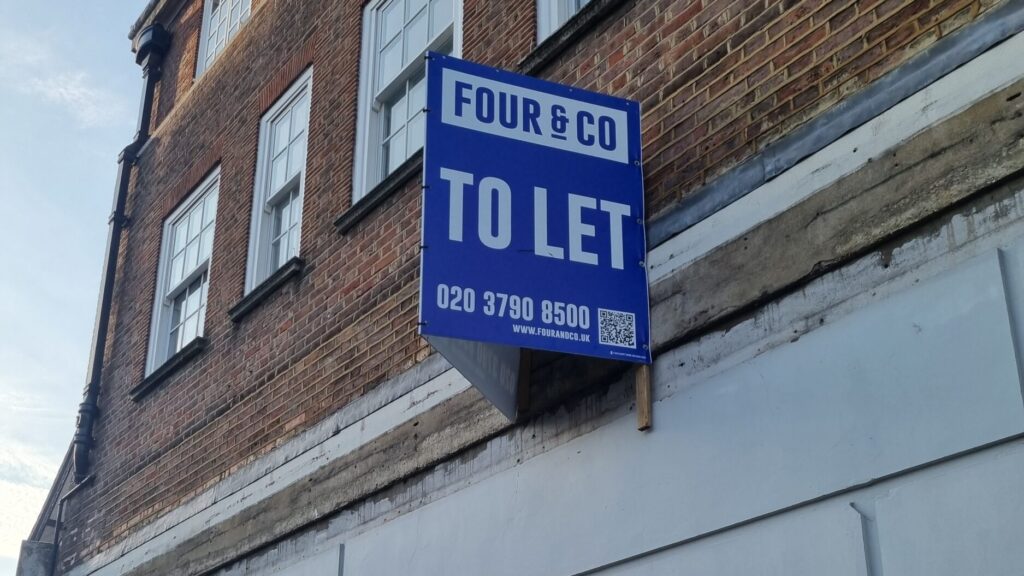 FOUR & CO
TO LET
020 3790 8500
WWW.FOURANDCO.UK